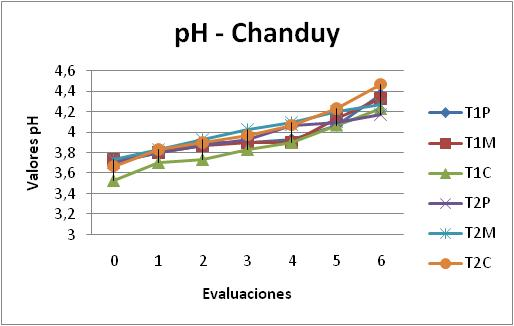 pH - Chanduy
Valores pH
4,6
4,4
4,2
4
3,8
3,6
3,4
3,2
3
0 1 2 3 4 5 6
Evaluaciones
T1P
T1M
T1C
T2P
T2M
T2C